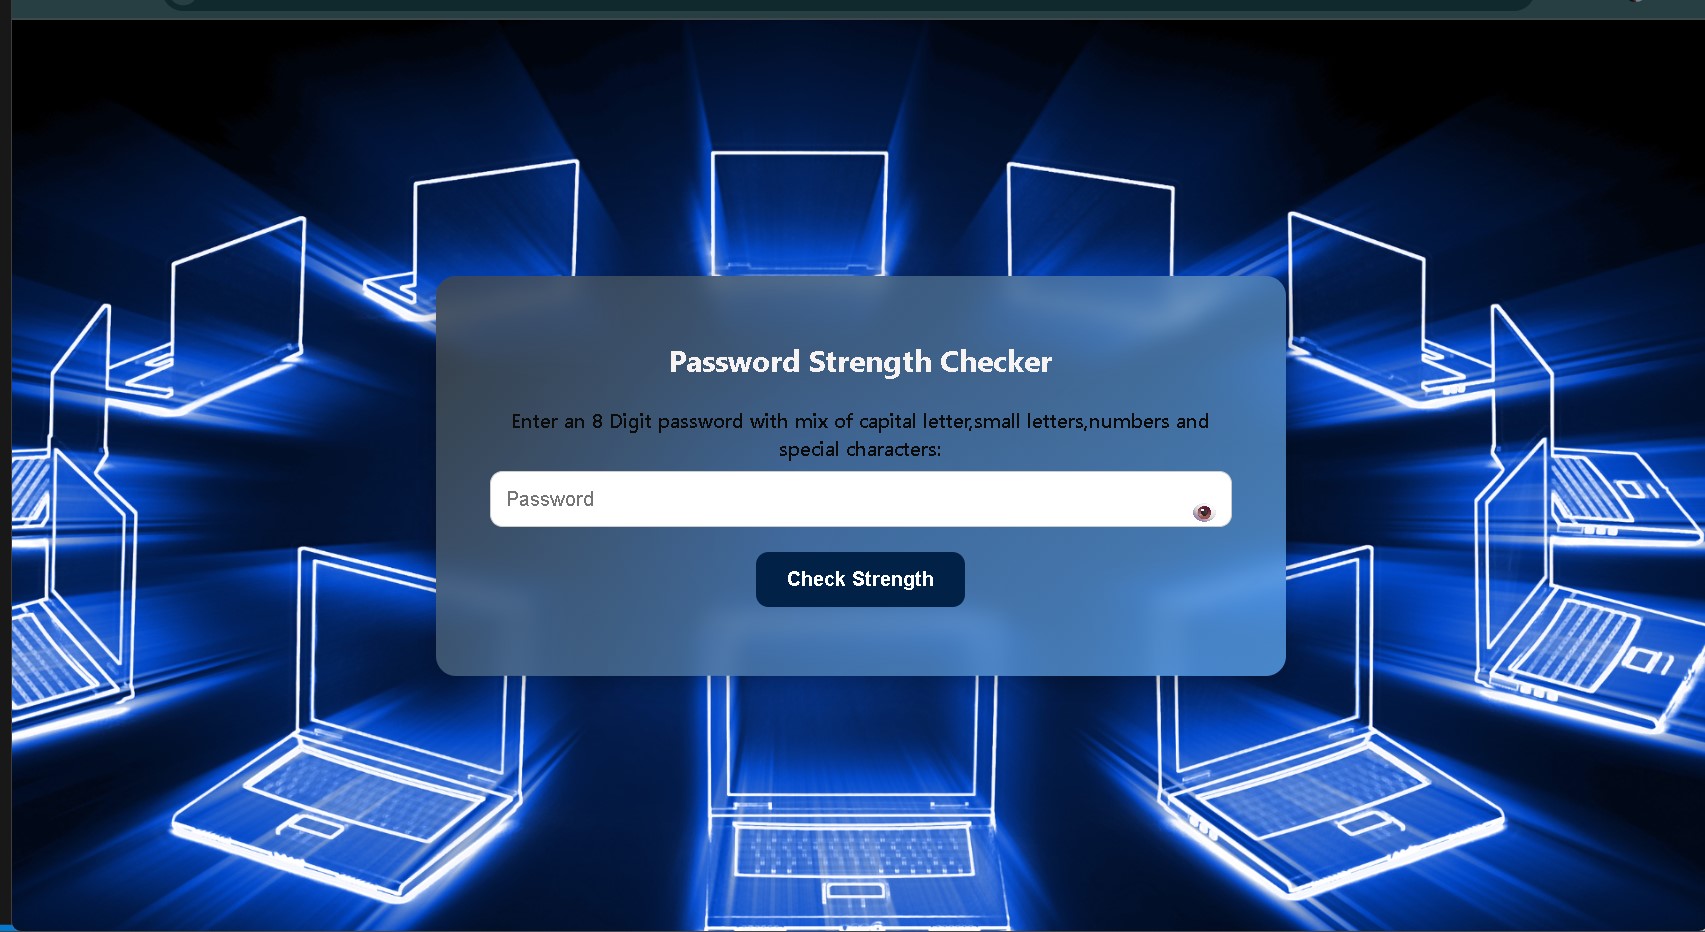 Password Strength Checker
Enter an 8 Digit password with mix of capital letter,small letters,numbers and
special characters:
Password
Check Strength